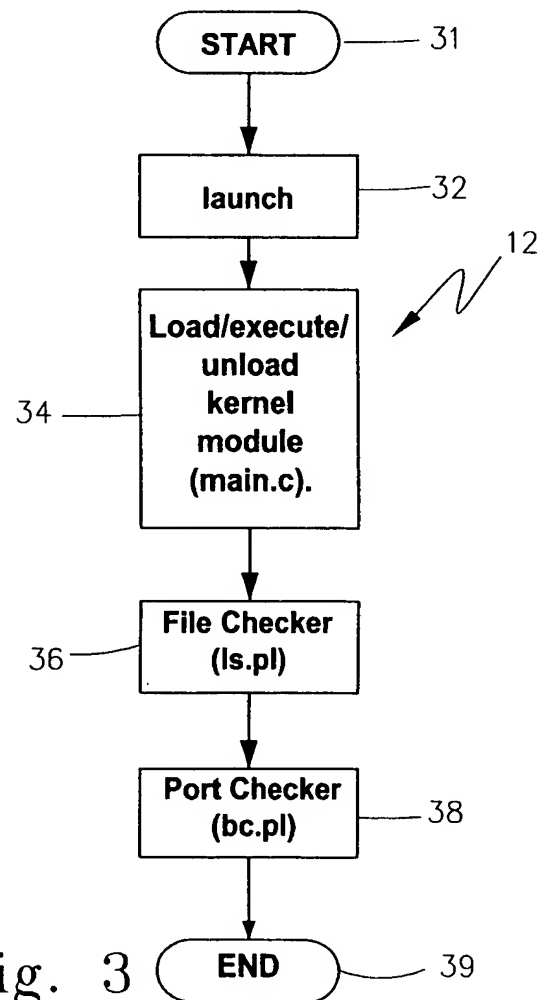 START
31
launch
32
12
Load/execute/
unload
kernel
module
(main.c).
34
File Checker
(ls.pl)
36
Port Checker
(bc.pl)
38
END
39
ig. 3